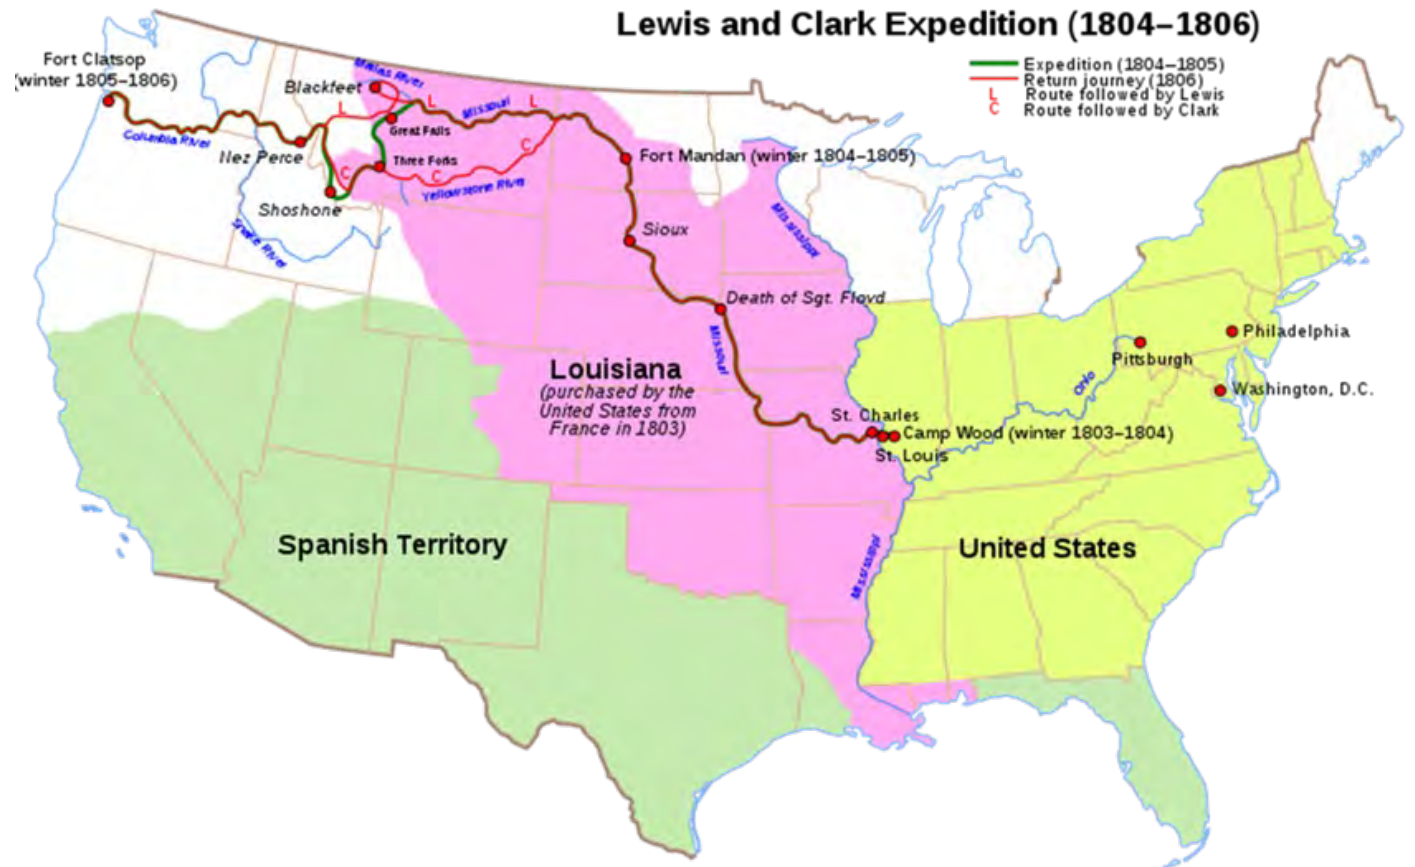 Lewis and Clark Expedition (1804–1806)
Expedition (1804–1805)
Return journey (1806)
L Route followed by Lewis
C Route followed by Clark
Fort Clatsop
(winter 1805–1806)
Columbia River
Nez Perce
Blackfeet
Marias River
L
L
L
Missouri
Great Falls
Three Forks
C
C
C
Yellowstone River
Shoshone
Snake River
Fort Mandan (winter 1804–1805)
Sioux
Mississippi
Death of Sgt. Floyd
Missouri
Louisiana
(purchased by the
United States from
France in 1803)
St. Charles
Camp Wood (winter 1803–1804)
St. Louis
Ohio
Pittsburgh
Philadelphia
Washington, D.C.
Spanish Territory
Mississippi
United States